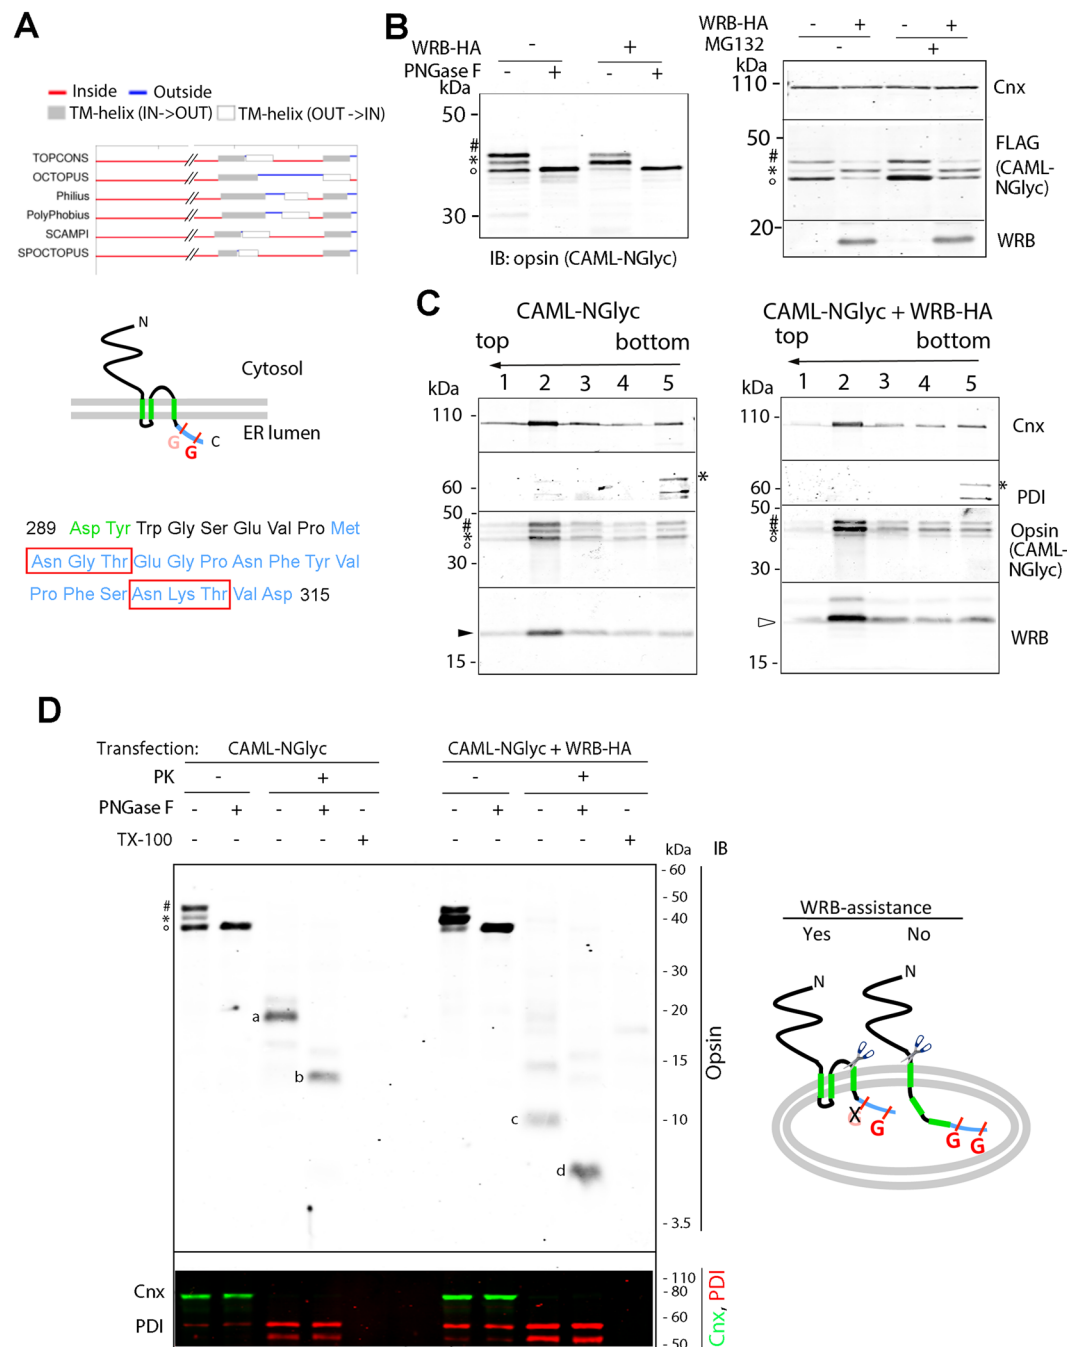 A
Inside Outside
TM-helix (IN->OUT) TM-helix (OUT ->IN)
TOPCONS
OCTOPUS
Philius
PolyPhobius
SCAMPI
SPOCTOPUS
N
Cytosol
ER lumen
G G C
289 Asp Tyr Trp Gly Ser Glu Val Pro Met
Asn Gly Thr Glu Gly Pro Asn Phe Tyr Val
Pro Phe Ser Asn Lys Thr Val Asp 315
B
WRB-HA - +
PNGase F - + - +
kDa
50 -
#
*
°
30 -
IB: opsin (CAML-NGlyc)
WRB-HA - + - +
MG132 - +
kDa
110 - Cnx
50 -
# FLAG
* (CAML-
° NGlyc)
20 -
WRB
C
CAML-NGlyc
top bottom
kDa 1 2 3 4 5
110 -
60 - *
50 -
#
*
°
30 -
15 -
CAML-NGlyc + WRB-HA
top bottom
kDa 1 2 3 4 5
110 - Cnx
60 - * PDI
50 -
# Opsin
* (CAML-
° NGlyc)
30 -
WRB
15 -
D
Transfection: CAML-NGlyc CAML-NGlyc + WRB-HA
PK - + - +
PNGase F - + - + - - + - + -
TX-100 - - - - + - - - - +
kDa IB
- 60
# - 50
* - 40
°
- 30
a - 20
- 15
b
c - 10
d
- 3.5
Opsin
Cnx
PDI
- 110
- 80
- 60
- 50
Cnx, PDI
WRB-assistance
Yes No
N N
X G G G